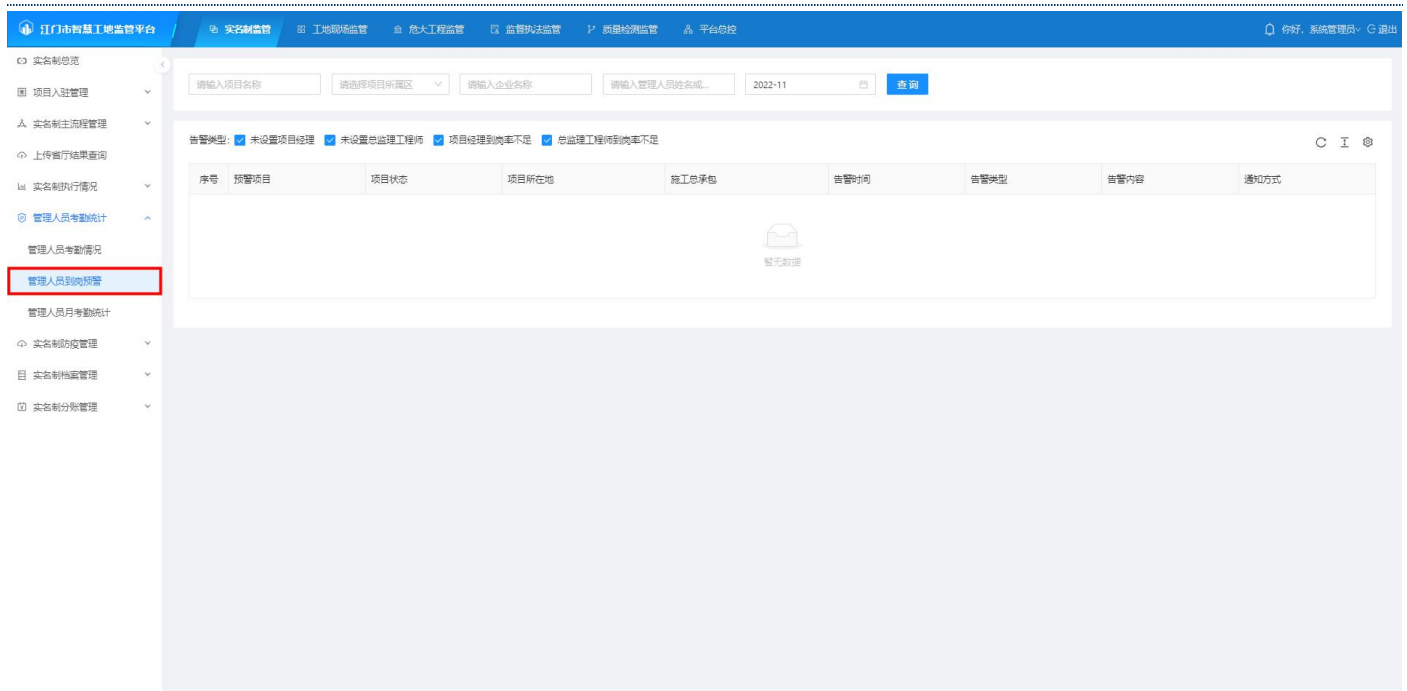 江门市智慧工地监管平台 实名制监管 工地现场监管 危大工程监管 监督执法监管 质量检测监管 平台总控 你好, 系统管理员 退出
实名制总览
项目入驻管理
实名制主流程管理
上传省厅结果查询
实名制执行情况
管理人员考勤统计
管理人员考勤情况
管理人员到岗预警
管理人员月考勤统计
实名制防疫管理
实名制档案管理
实名制分账管理
请输入项目名称 请选择项目所属区 请输入企业名称 请输入管理人员姓名或... 2022-11 查询
告警类型: 未设置项目经理 未设置总监理工程师 项目经理到岗率不足 总监理工程师到岗率不足
序号 预警项目 项目状态 项目所在地 施工总承包 告警时间 告警类型 告警内容 通知方式
暂无数据